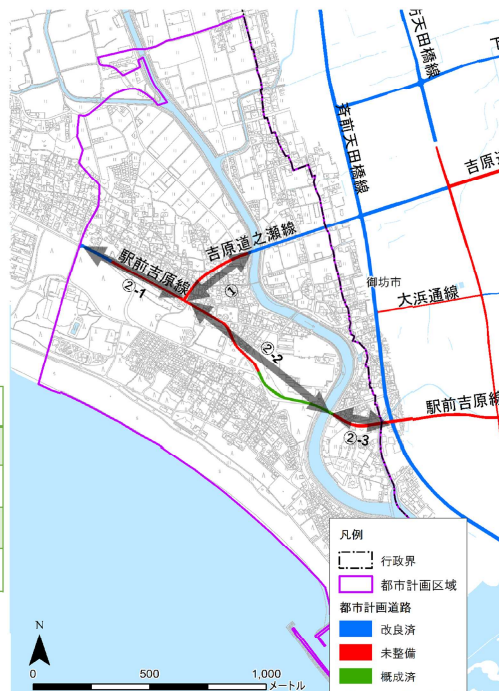 前天田橋線
吉原道
箕前天田橋線
吉原道之瀬線
駅前吉原線
①
②-1
御坊市
大浜通線
②-2
駅前吉原線
②-3
凡例
行政界
都市計画区域
都市計画道路
改良済
未整備
概成済
N
0 500 1,000
メートル